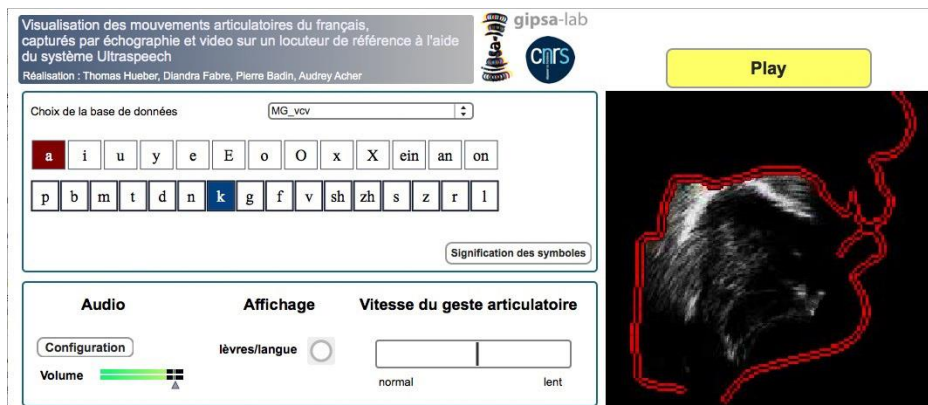 Visualisation des mouvements articulatoires du français,
capturés par échographie et video sur un locuteur de référence à l'aide
du système Ultraspeech
Réalisation : Thomas Hueber, Diandra Fabre, Pierre Badin, Audrey Acher
gipsa-lab
gipsa-lab
cnrs
Play
Choix de la base de données MG_vcv
a i u y e E o O x X ein an on
p b m t d n k g f v sh zh s z r l
Signification des symboles
Audio Affichage Vitesse du geste articulatoire
Configuration
lèvres/langue
Volume
normal lent